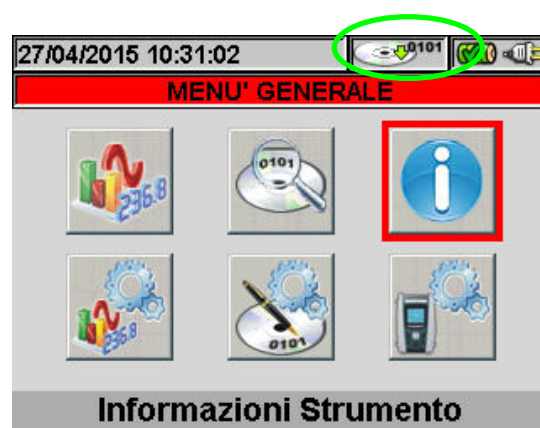 27/04/2015 10:31:02 0101
MENU' GENERALE
236.8 0101
236.8 0101
Informazioni Strumento